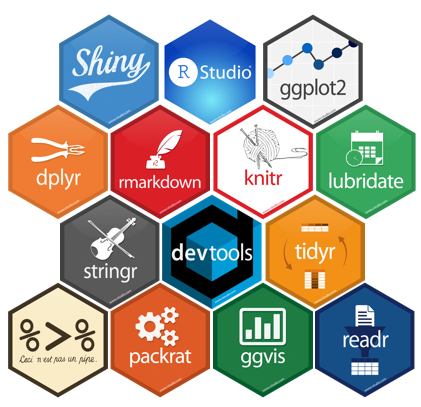 Shiny
R Studio
ggplot2
dplyr
rmarkdown
knitr
lubridate
stringr
devtools
tidyr
%>%
Ceci n'est pas un pipe.
packrat
ggvis
readr